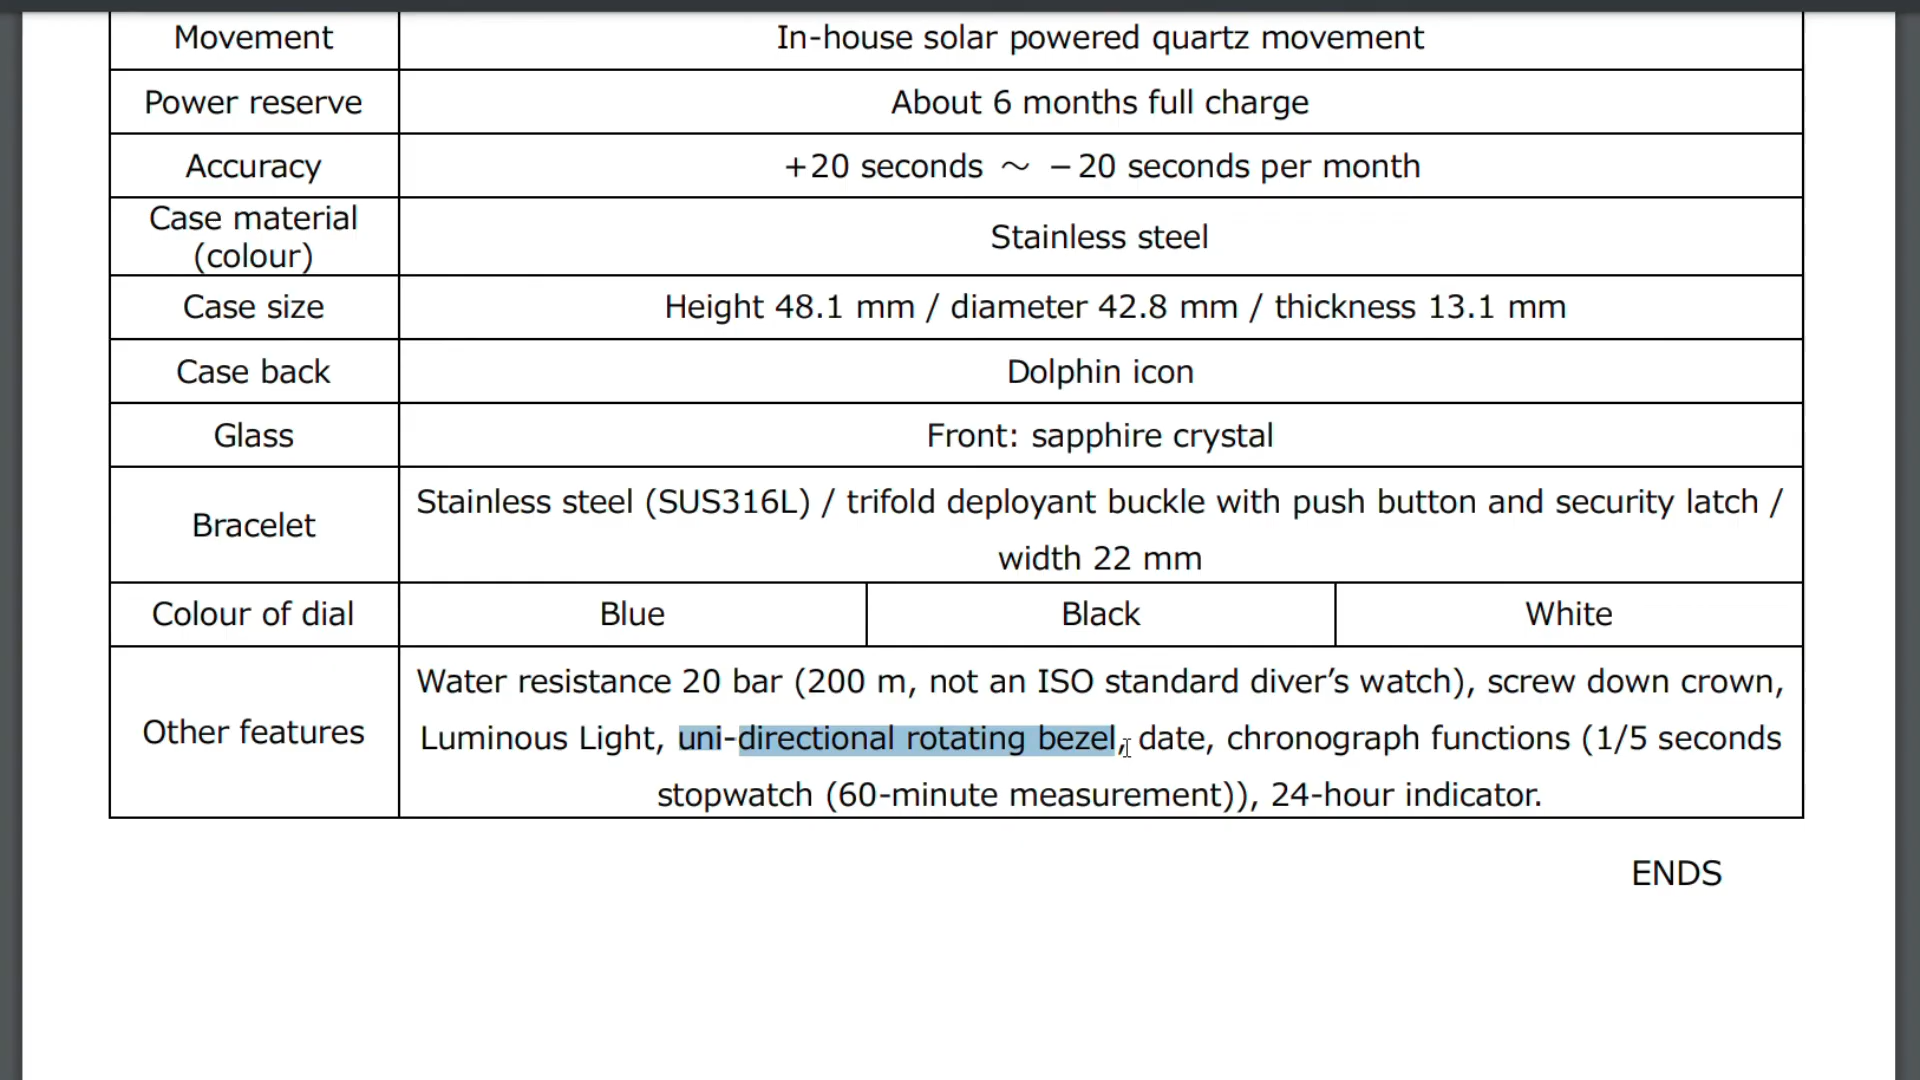 Movement
In-house solar powered quartz movement
Power reserve
About 6 months full charge
Accuracy
+20 seconds ～ －20 seconds per month
Case material
(colour)
Stainless steel
Case size
Height 48.1 mm / diameter 42.8 mm / thickness 13.1 mm
Case back
Dolphin icon
Glass
Front: sapphire crystal
Bracelet
Stainless steel (SUS316L) / trifold deployant buckle with push button and security latch /
width 22 mm
Colour of dial
Blue
Black
White
Other features
Water resistance 20 bar (200 m, not an ISO standard diver’s watch), screw down crown,
Luminous Light, uni-directional rotating bezel, date, chronograph functions (1/5 seconds
stopwatch (60-minute measurement)), 24-hour indicator.
ENDS